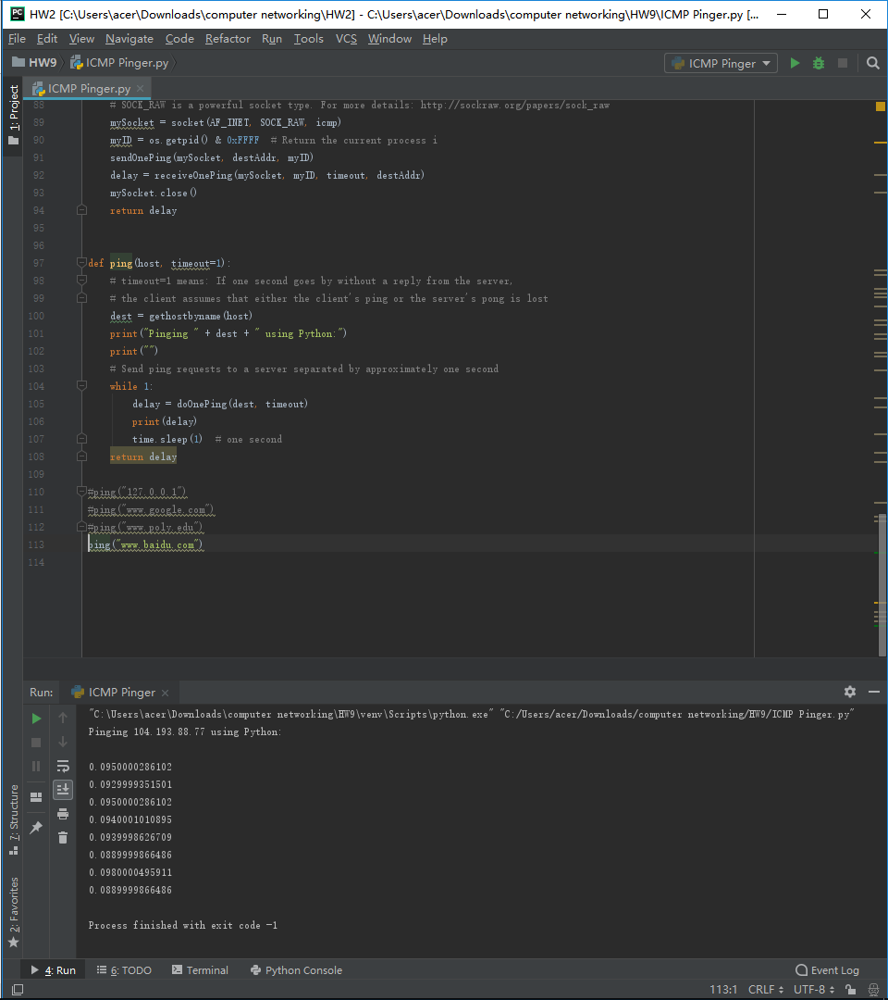 HW2 [C:\Users\acer\Downloads\computer networking\HW2] - C:\Users\acer\Downloads\computer networking\HW9\ICMP Pinger.py [...
File Edit View Navigate Code Refactor Run Tools VCS Window Help
HW9 ICMP Pinger.py ICMP Pinger
ICMP Pinger.py
1: Project
88 # SOCK_RAW is a powerful socket type. For more details: http://sockraw.org/papers/sock_raw
89 mySocket = socket(AF_INET, SOCK_RAW, icmp)
90 myID = os.getpid() & 0xFFFF # Return the current process i
91 sendOnePing(mySocket, destAddr, myID)
92 delay = receiveOnePing(mySocket, myID, timeout, destAddr)
93 mySocket.close()
94 return delay
95
96
97 def ping(host, timeout=1):
98 # timeout=1 means: If one second goes by without a reply from the server,
99 # the client assumes that either the client's ping or the server's pong is lost
100 dest = gethostbyname(host)
101 print("Pinging " + dest + " using Python:")
102 print("")
103 # Send ping requests to a server separated by approximately one second
104 while 1:
105 delay = doOnePing(dest, timeout)
106 print(delay)
107 time.sleep(1) # one second
108 return delay
109
110 #ping("127.0.0.1")
111 #ping("www.google.com")
112 #ping("www.poly.edu")
113 ping("www.baidu.com")
114
Run: ICMP Pinger
"C:\Users\acer\Downloads\computer networking\HW9\venv\Scripts\python.exe" "C:/Users/acer/Downloads/computer networking/HW9/ICMP Pinger.py"
Pinging 104.193.88.77 using Python:
0.0950000286102
0.0929999351501
0.0950000286102
0.0940001010895
0.0939998626709
0.0889999866486
0.0980000495911
0.0889999866486
Process finished with exit code -1
7: Structure
2: Favorites
4: Run 6: TODO Terminal Python Console Event Log
113:1 CRLF UTF-8